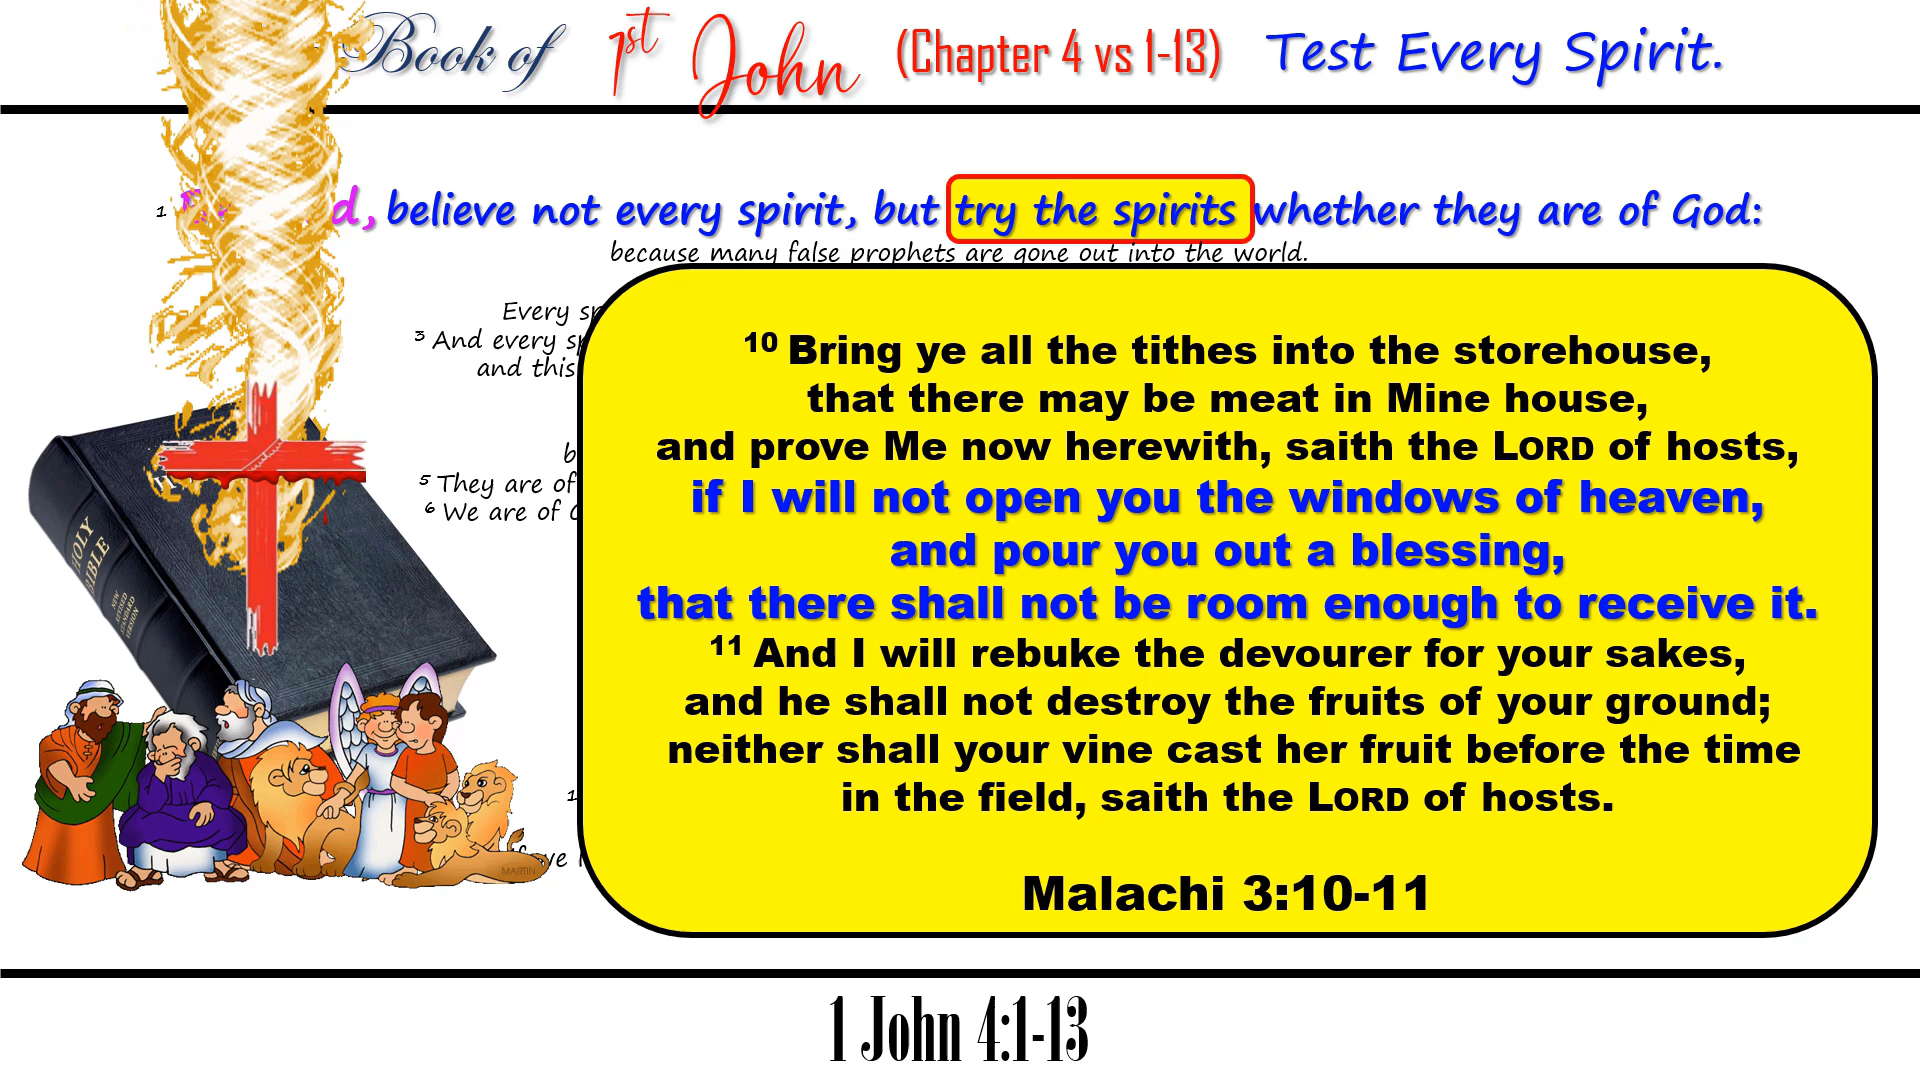 Book of 1st John (Chapter 4 vs 1-13) Test Every Spirit.
1 d, believe not every spirit, but try the spirits whether they are of God:
because many false prophets are gone out into the world.
Every
3 And every
and this
5 They are of
6 We are of
10 Bring ye all the tithes into the storehouse,
that there may be meat in Mine house,
and prove Me now herewith, saith the LORD of hosts,
if I will not open you the windows of heaven,
and pour you out a blessing,
that there shall not be room enough to receive it.
11 And I will rebuke the devourer for your sakes,
and he shall not destroy the fruits of your ground;
neither shall your vine cast her fruit before the time
in the field, saith the LORD of hosts.
Malachi 3:10-11
HOLY
BIBLE
NEW
REVISED
STANDARD
VERSION
MARTIN
1 John 4:1-13